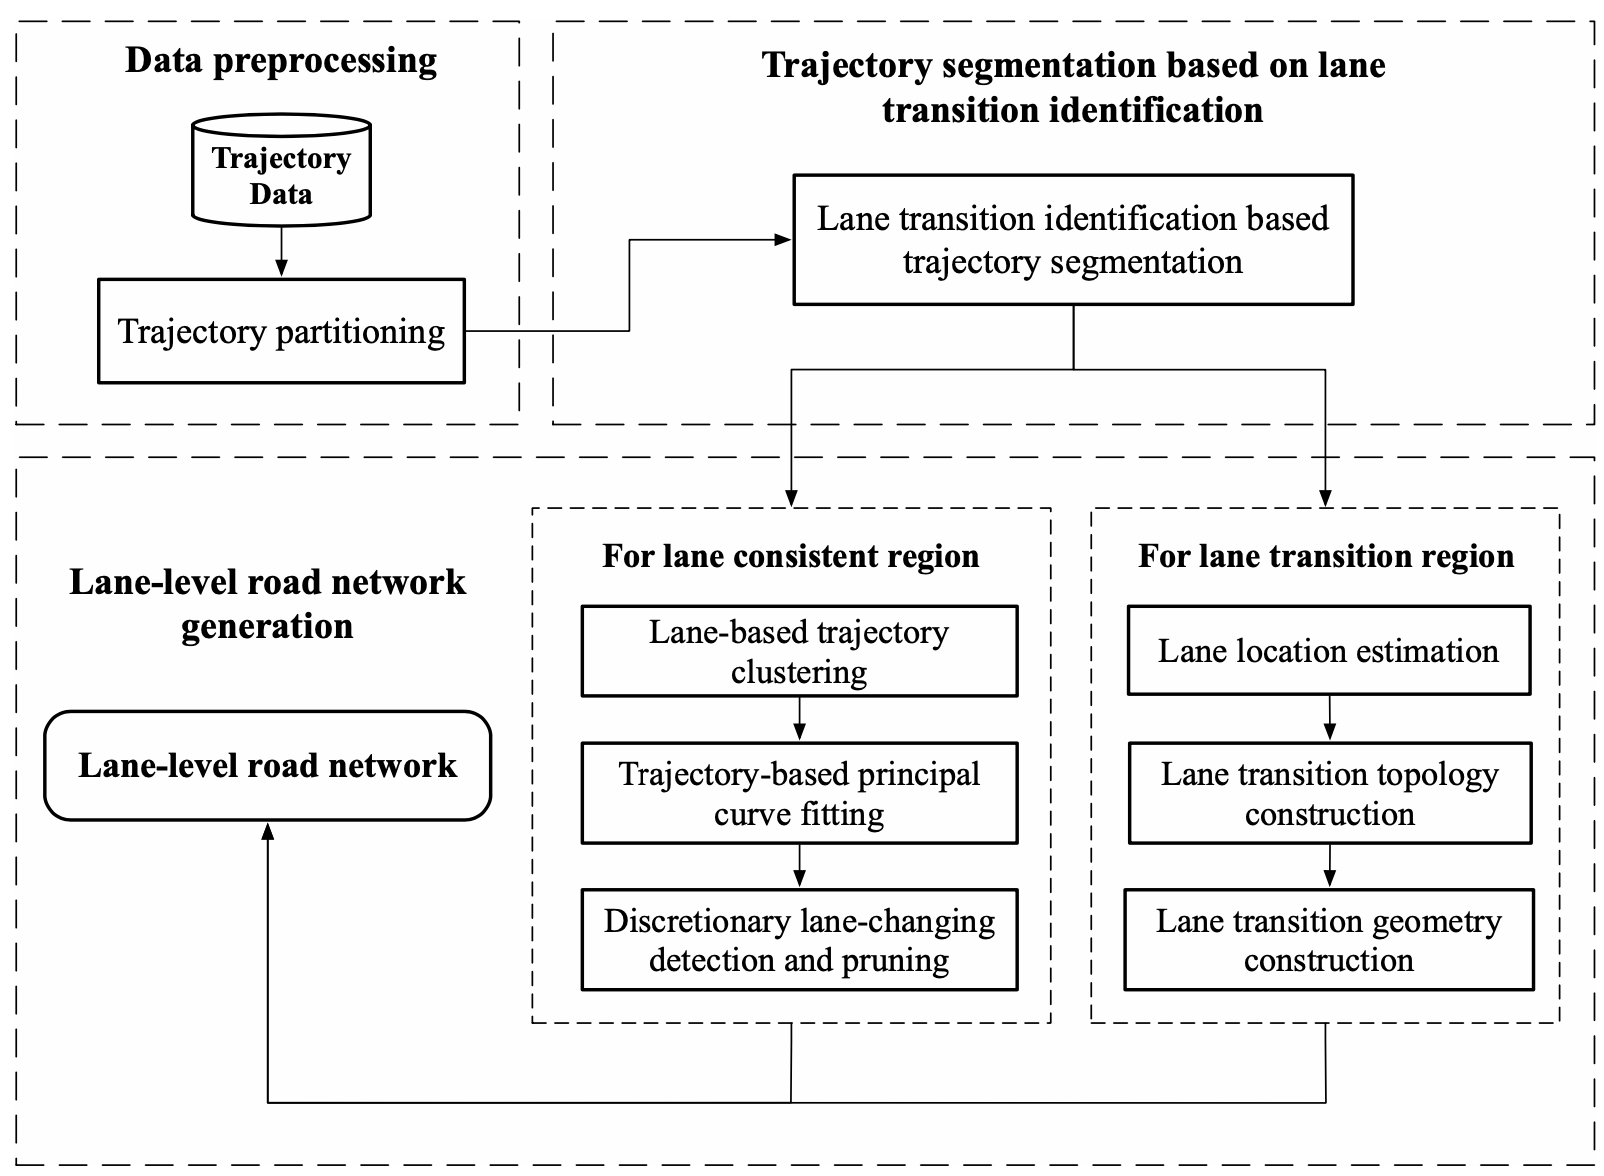 Data preprocessing
Trajectory
Data
Trajectory partitioning
Trajectory segmentation based on lane
transition identification
Lane transition identification based
trajectory segmentation
Lane-level road network
generation
Lane-level road network
For lane consistent region
Lane-based trajectory
clustering
Trajectory-based principal
curve fitting
Discretionary lane-changing
detection and pruning
For lane transition region
Lane location estimation
Lane transition topology
construction
Lane transition geometry
construction